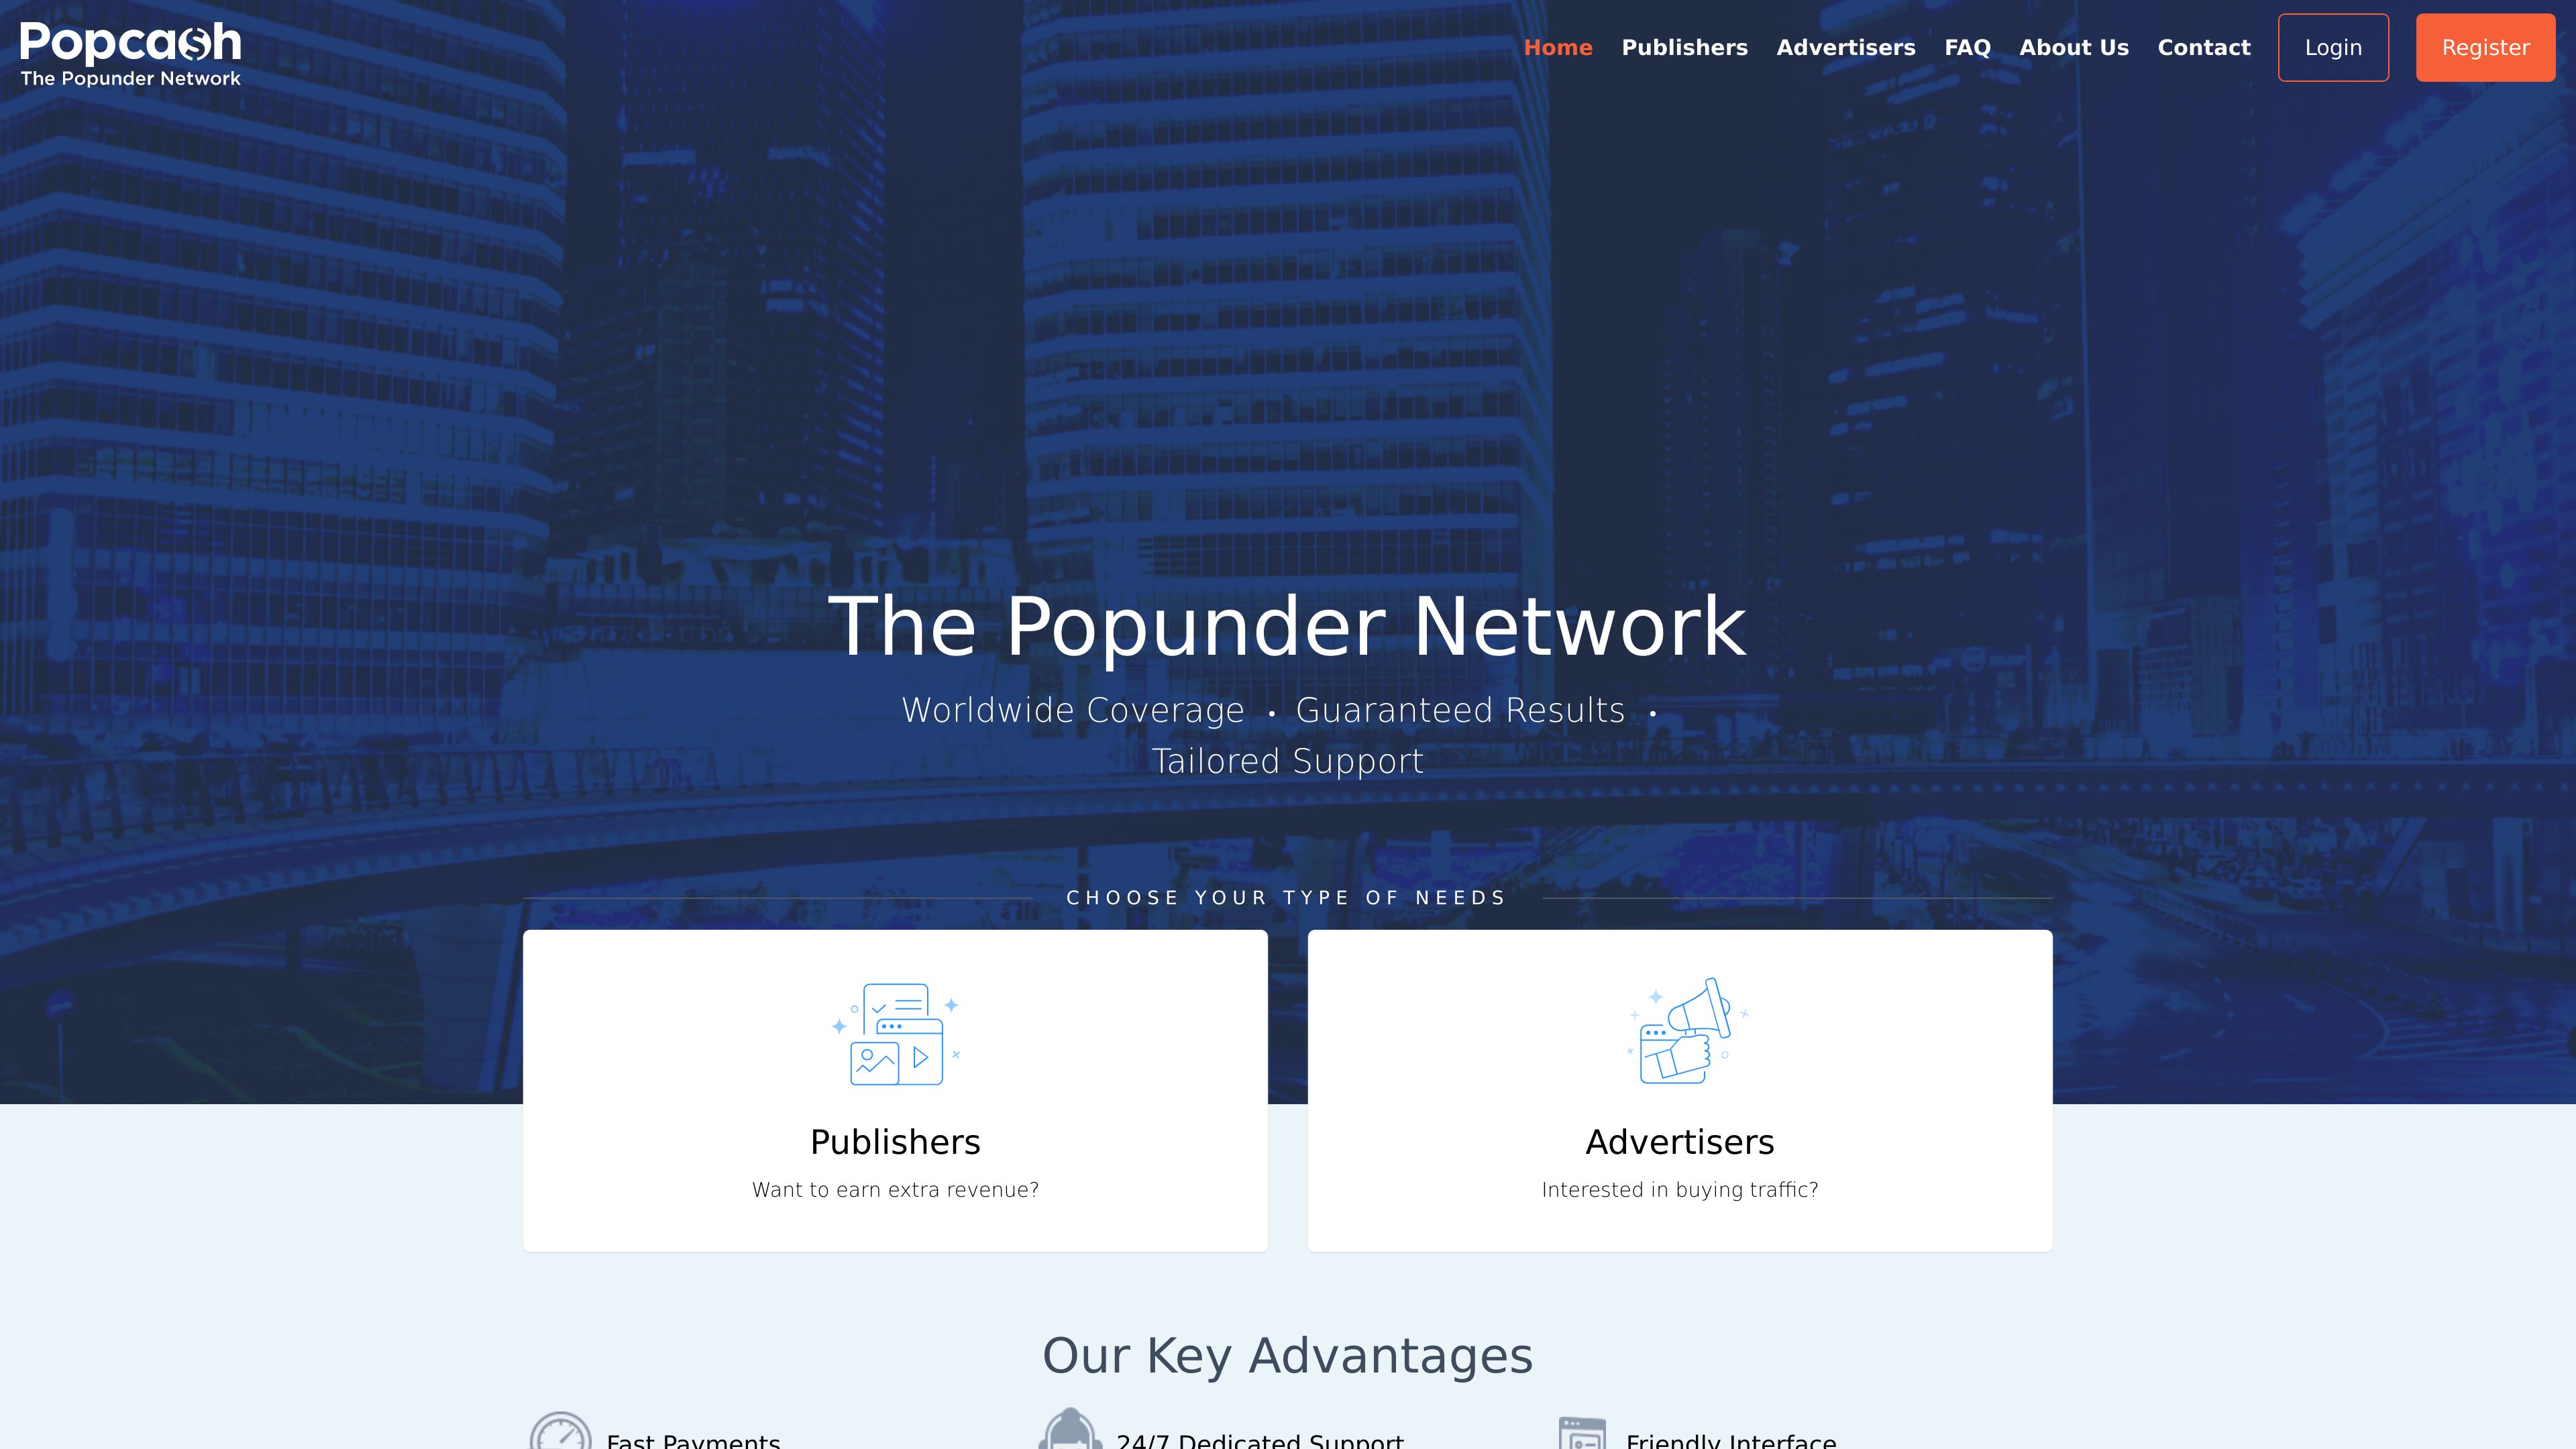 Popcash
The Popunder Network
Home
Publishers
Advertisers
FAQ
About Us
Contact
Login
Register
The Popunder Network
Worldwide Coverage • Guaranteed Results •
Tailored Support
CHOOSE YOUR TYPE OF NEEDS
Publishers
Want to earn extra revenue?
Advertisers
Interested in buying traffic?
Our Key Advantages
Fast Payments
24/7 Dedicated Support
Friendly Interface